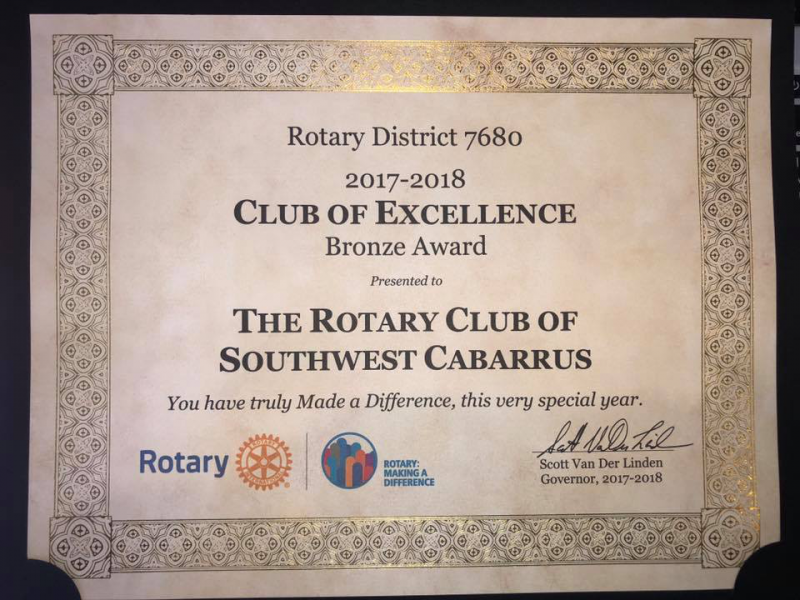 Rotary District 7680
2017-2018
CLUB OF EXCELLENCE
Bronze Award
Presented to
THE ROTARY CLUB OF
SOUTHWEST CABARRUS
You have truly Made a Difference, this very special year.
Rotary
ROTARY:
MAKING A
DIFFERENCE
Scott Van Der Linden
Governor, 2017-2018